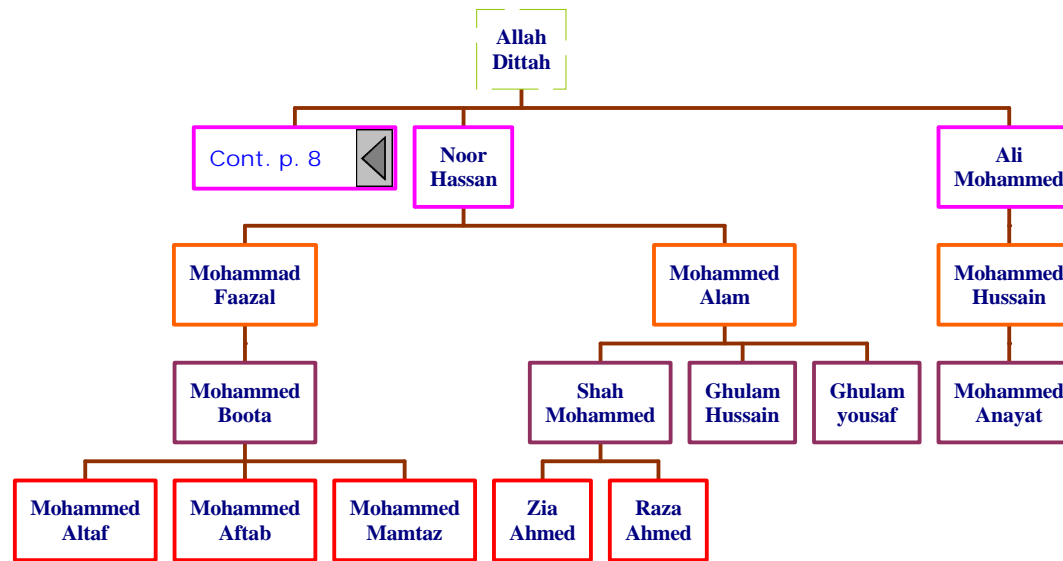 Allah
Dittah
Cont. p. 8
Noor
Hassan
Ali
Mohammed
Mohammad
Faazal
Mohammed
Alam
Mohammed
Hussain
Mohammed
Boota
Shah
Mohammed
Ghulam
Hussain
Ghulam
yousaf
Mohammed
Anayat
Mohammed
Altaf
Mohammed
Aftab
Mohammed
Mamtaz
Zia
Ahmed
Raza
Ahmed